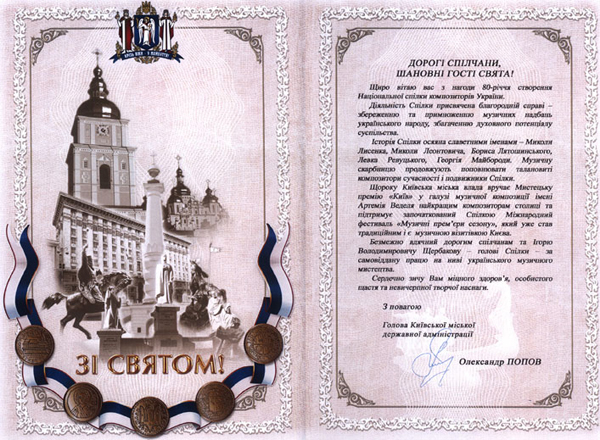 ЗІ СВЯТОМ!
ДОРОГІ СПІЛЧАНИ,
ШАНОВНІ ГОСТІ СВЯТА!
Щиро вітаю вас з нагоди 80-річчя створення
Національної спілки композиторів України.
Діяльність Спілки присвячена благородній справі –
збереженню та примноженню музичних надбань
українського народу, збагаченню духовного потенціалу
суспільства.
Історія Спілки осяяна славетними іменами – Миколи
Лисенка, Миколи Леонтовича, Бориса Лятошинського,
Левка Ревуцького, Георгія Майбороди. Музичну
скарбницю продовжують поповнювати талановиті
композитори сучасності і подвижники Спілки.
Щороку Київська міська влада вручає Мистецьку
премію «Київ» у галузі музичної композиції імені
Артемія Веделя найкращим композиторам столиці та
підтримує започаткований Спілкою Міжнародний
фестиваль «Музичні прем'єри сезону», який уже став
традиційним і є музичною візитівкою Києва.
Безмежно вдячний дорогим спілчанам та Ігорю
Володимировичу Щербакову – голові Спілки – за
самовіддану працю на ниві українського музичного
мистецтва.
Сердечно зичу Вам міцного здоров'я, особистого
щастя та невичерпної творчої наснаги.
З повагою
Голова Київської міської
державної адміністрації
Олександр ПОПОВ